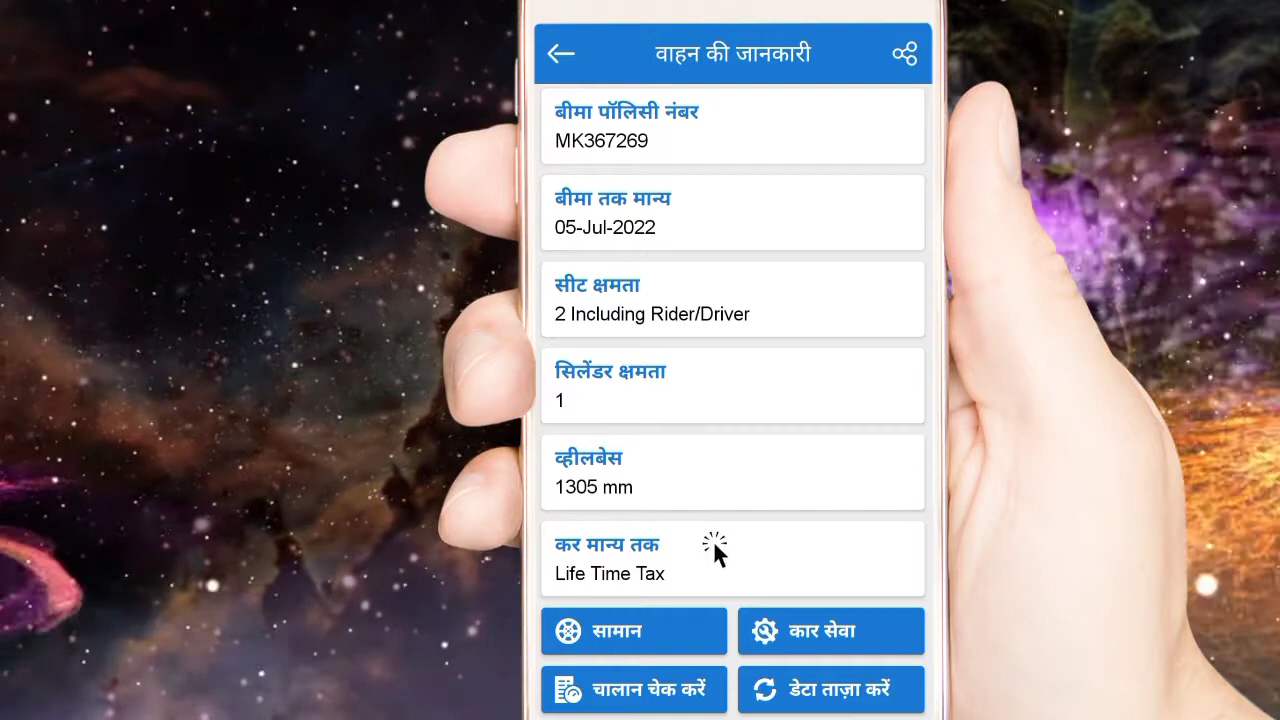 वाहन की जानकारी
बीमा पॉलिसी नंबर
MK367269
बीमा तक मान्य
05-Jul-2022
सीट क्षमता
2 Including Rider/Driver
सिलेंडर क्षमता
1
व्हीलबेस
1305 mm
कर मान्य तक
Life Time Tax
सामान
कार सेवा
चालान चेक करें
डेटा ताज़ा करें